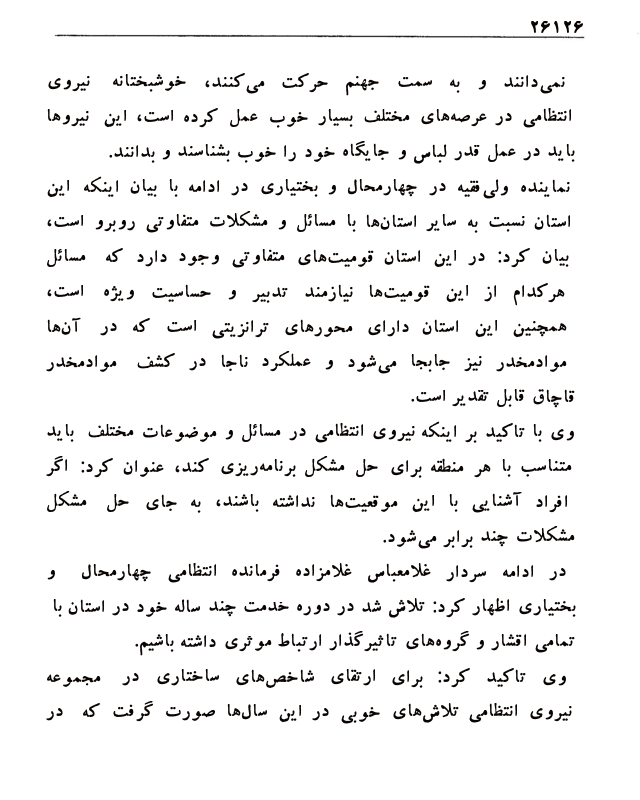 ۲۶۱۲۶
نمی‌دانند و به سمت جهنم حرکت می‌کنند، خوشبختانه نیروی
انتظامی در عرصه‌های مختلف بسیار خوب عمل کرده است، این نیروها
باید در عمل قدر لباس و جایگاه خود را خوب بشناسند و بدانند.
نماینده ولی‌فقیه در چهارمحال و بختیاری در ادامه با بیان اینکه این
استان نسبت به سایر استان‌ها با مسائل و مشکلات متفاوتی روبرو است،
بیان کرد: در این استان قومیت‌های متفاوتی وجود دارد که مسائل
هرکدام از این قومیت‌ها نیازمند تدبیر و حساسیت ویژه است،
همچنین این استان دارای محورهای ترانزیتی است که در آن‌ها
موادمخدر نیز جابجا می‌شود و عملکرد ناجا در کشف موادمخدر
قاچاق قابل تقدیر است.
وی با تاکید بر اینکه نیروی انتظامی در مسائل و موضوعات مختلف باید
متناسب با هر منطقه برای حل مشکل برنامه‌ریزی کند، عنوان کرد: اگر
افراد آشنایی با این موقعیت‌ها نداشته باشند، به جای حل مشکل
مشکلات چند برابر می‌شود.
در ادامه سردار غلامعباس غلامزاده فرمانده انتظامی چهارمحال و
بختیاری اظهار کرد: تلاش شد در دوره خدمت چند ساله خود در استان با
تمامی اقشار و گروه‌های تاثیرگذار ارتباط موثری داشته باشیم.
وی تاکید کرد: برای ارتقای شاخص‌های ساختاری در مجموعه
نیروی انتظامی تلاش‌های خوبی در این سال‌ها صورت گرفت که در